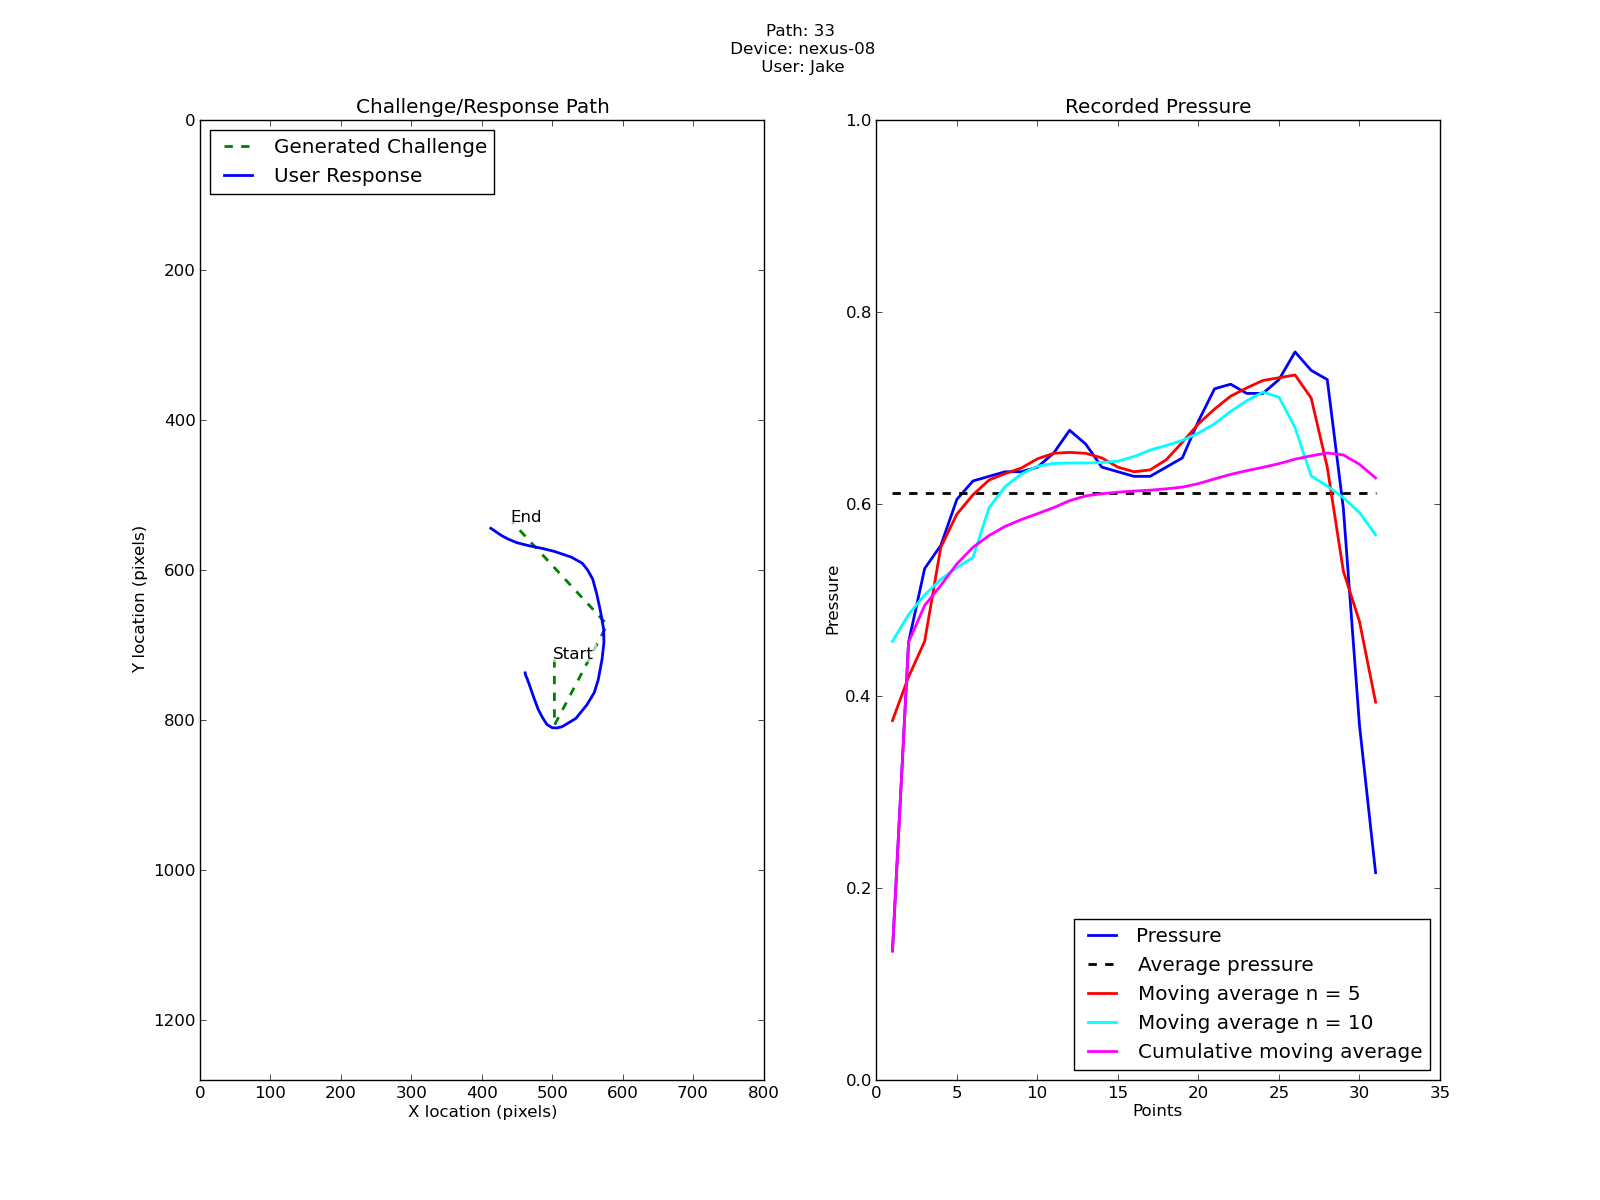 Path: 33
Device: nexus-08
User: Jake
Challenge/Response Path
Generated Challenge
User Response
0
200
400
600
800
1000
1200
Y location (pixels)
End
Start
0 100 200 300 400 500 600 700 800
X location (pixels)
Recorded Pressure
1.0
0.8
0.6
0.4
0.2
0.0
Pressure
Pressure
Average pressure
Moving average n = 5
Moving average n = 10
Cumulative moving average
0 5 10 15 20 25 30 35
Points